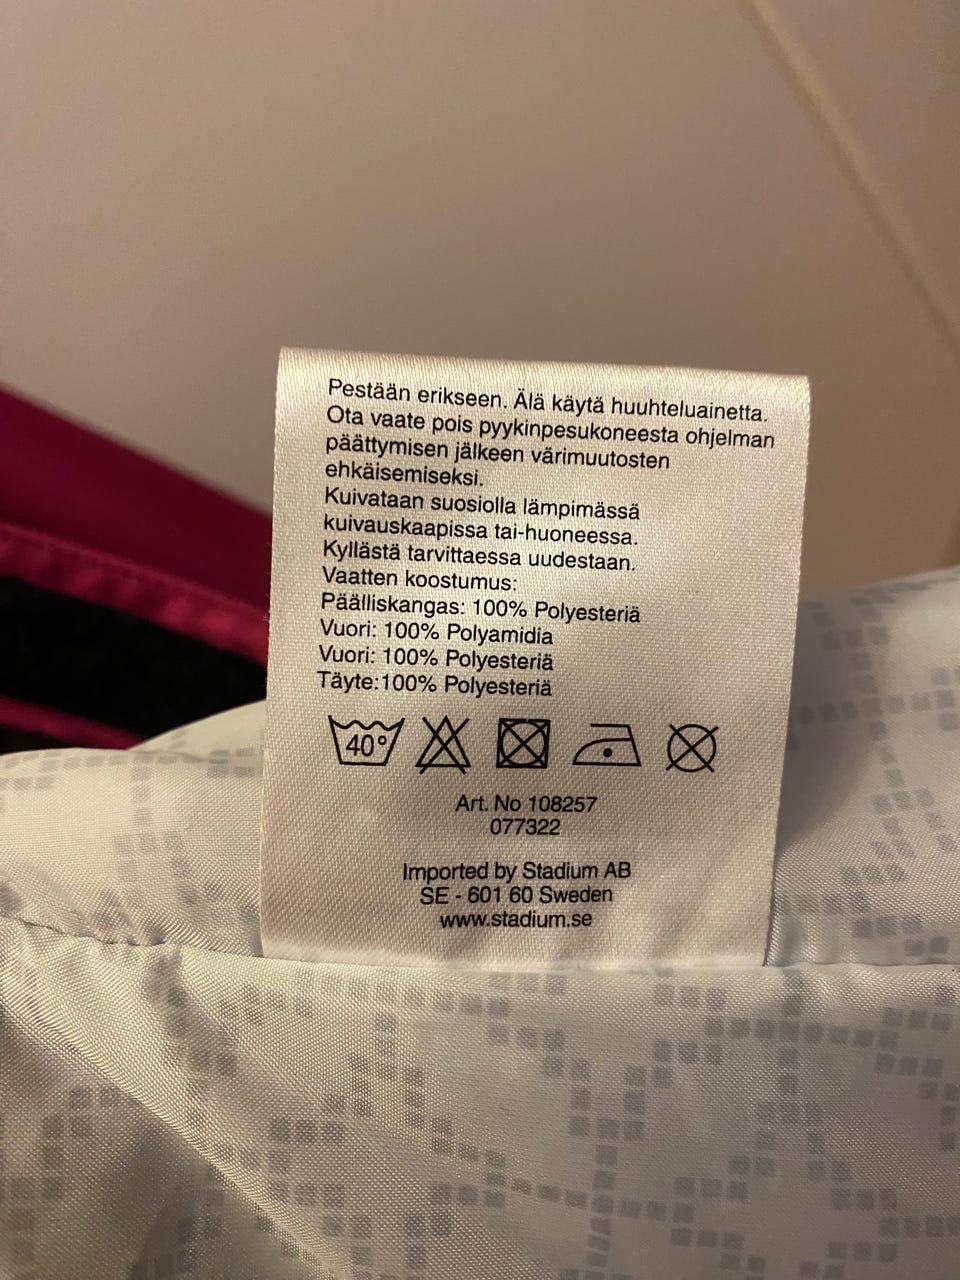 Pestään erikseen. Älä käytä huuhteluainetta.
Ota vaate pois pyykinpesukoneesta ohjelman
päättymisen jälkeen värimuutosten
ehkäisemiseksi.
Kuivataan suosiolla lämpimässä
kuivauskaapissa tai-huoneessa.
Kyllästä tarvittaessa uudestaan.
Vaatten koostumus:
Päälliskangas: 100% Polyesteriä
Vuori: 100% Polyamidia
Vuori: 100% Polyesteriä
Täyte:100% Polyesteriä
40°
Art. No 108257
077322
Imported by Stadium AB
SE - 601 60 Sweden
www.stadium.se